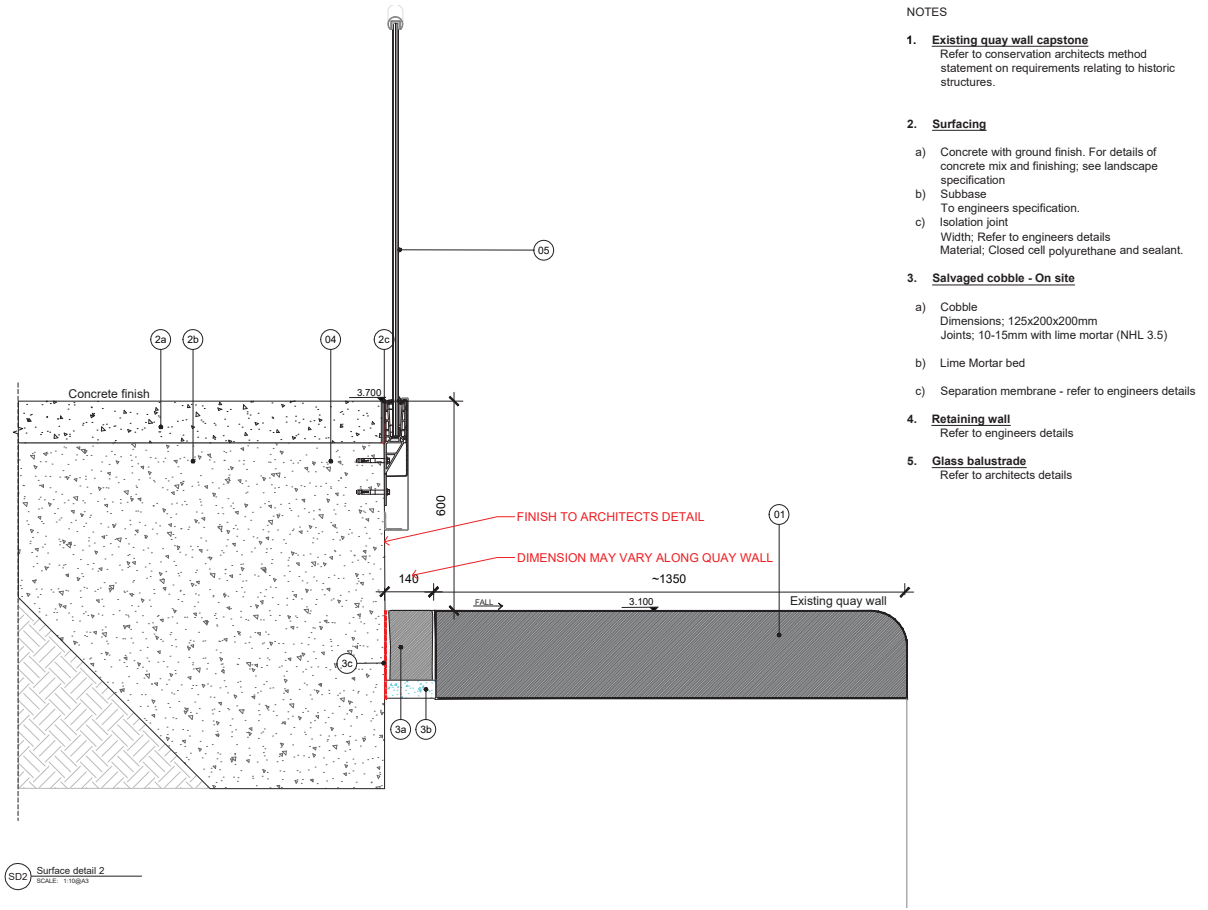 NOTES
1. Existing quay wall capstone
Refer to conservation architects method
statement on requirements relating to historic
structures.
2. Surfacing
a) Concrete with ground finish. For details of
concrete mix and finishing; see landscape
specification
b) Subbase
To engineers specification.
c) Isolation joint
Width; Refer to engineers details
Material; Closed cell polyurethane and sealant.
3. Salvaged cobble - On site
a) Cobble
Dimensions; 125x200x200mm
Joints; 10-15mm with lime mortar (NHL 3.5)
b) Lime Mortar bed
c) Separation membrane - refer to engineers details
4. Retaining wall
Refer to engineers details
5. Glass balustrade
Refer to architects details
05
2a
2b
04
2c
Concrete finish
3.700
600
FINISH TO ARCHITECTS DETAIL
01
DIMENSION MAY VARY ALONG QUAY WALL
140
~1350
FALL
3.100
Existing quay wall
3c
3a
3b
SD2
Surface detail 2
SCALE: 1:10@A3